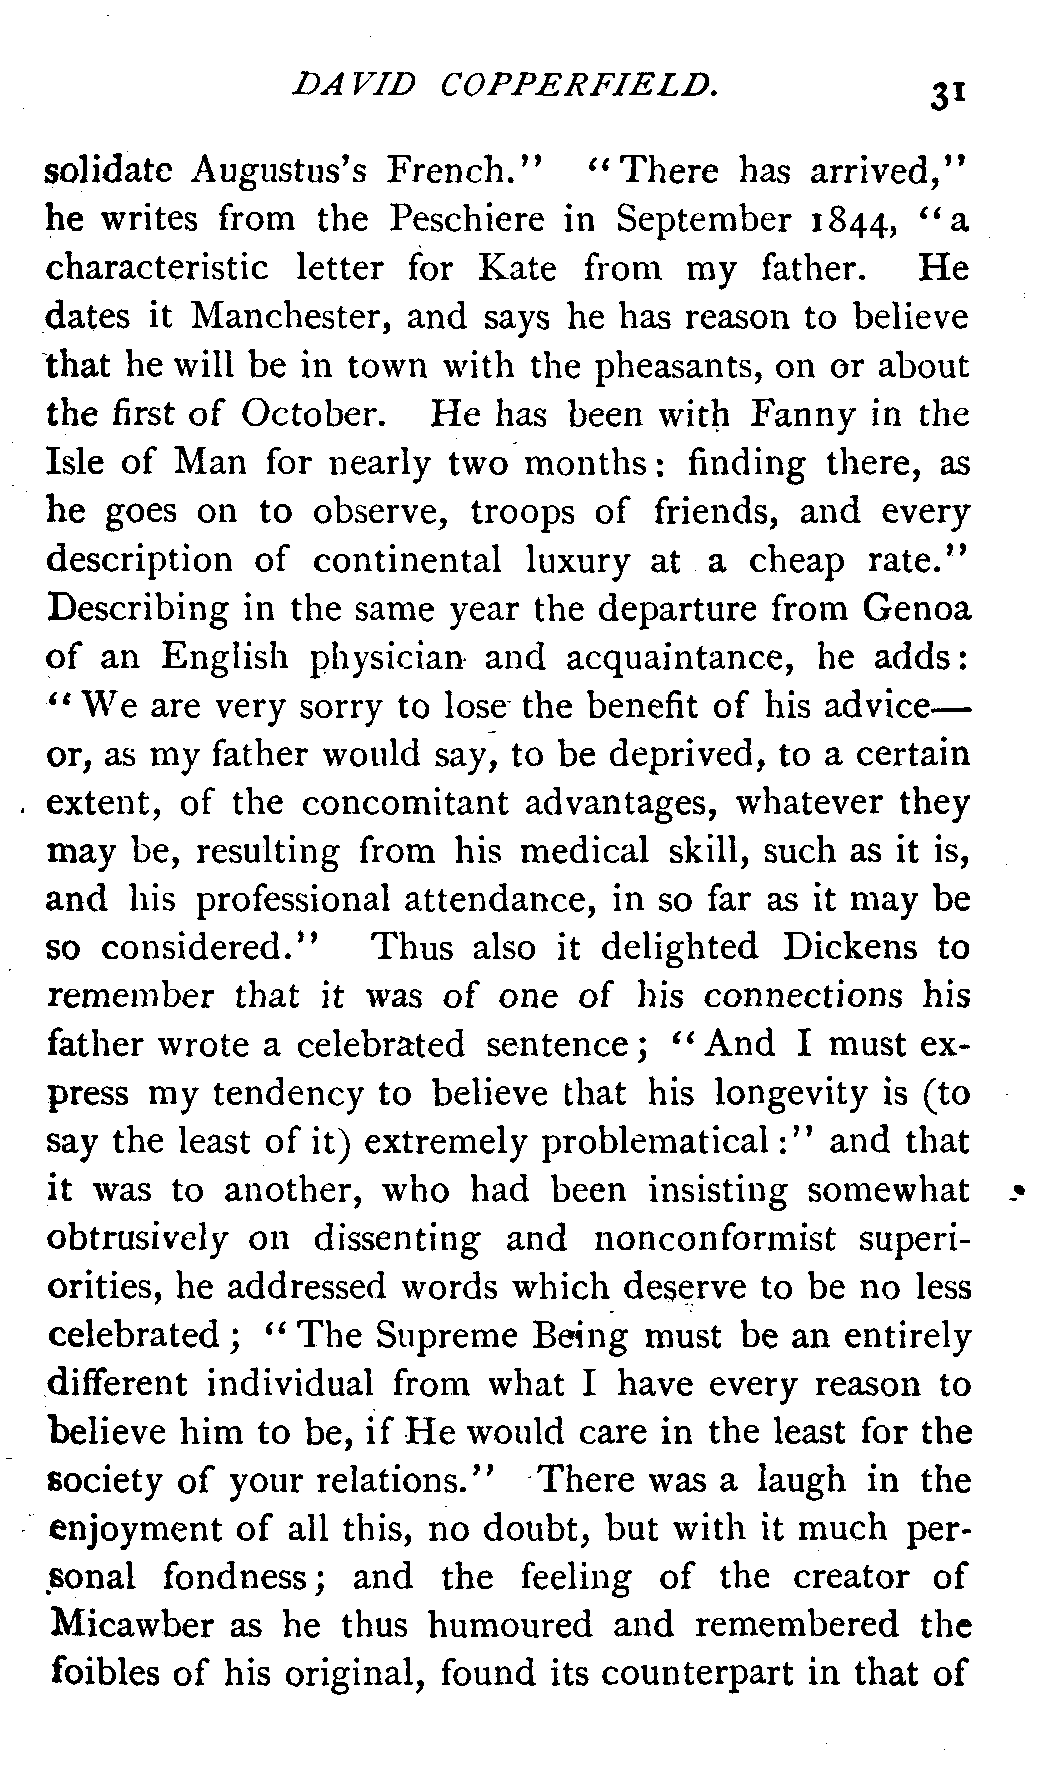 DAVID COPPERFIELD. 31
solidate Augustus's French." "There has arrived,"
he writes from the Peschiere in September 1844, "a
characteristic letter for Kate from my father. He
dates it Manchester, and says he has reason to believe
that he will be in town with the pheasants, on or about
the first of October. He has been with Fanny in the
Isle of Man for nearly two months: finding there, as
he goes on to observe, troops of friends, and every
description of continental luxury at a cheap rate."
Describing in the same year the departure from Genoa
of an English physician and acquaintance, he adds:
"We are very sorry to lose the benefit of his advice—
or, as my father would say, to be deprived, to a certain
extent, of the concomitant advantages, whatever they
may be, resulting from his medical skill, such as it is,
and his professional attendance, in so far as it may be
so considered." Thus also it delighted Dickens to
remember that it was of one of his connections his
father wrote a celebrated sentence; "And I must ex-
press my tendency to believe that his longevity is (to
say the least of it) extremely problematical:" and that
it was to another, who had been insisting somewhat
obtrusively on dissenting and nonconformist superi-
orities, he addressed words which deserve to be no less
celebrated; "The Supreme Being must be an entirely
different individual from what I have every reason to
believe him to be, if He would care in the least for the
society of your relations." There was a laugh in the
enjoyment of all this, no doubt, but with it much per-
sonal fondness; and the feeling of the creator of
Micawber as he thus humoured and remembered the
foibles of his original, found its counterpart in that of